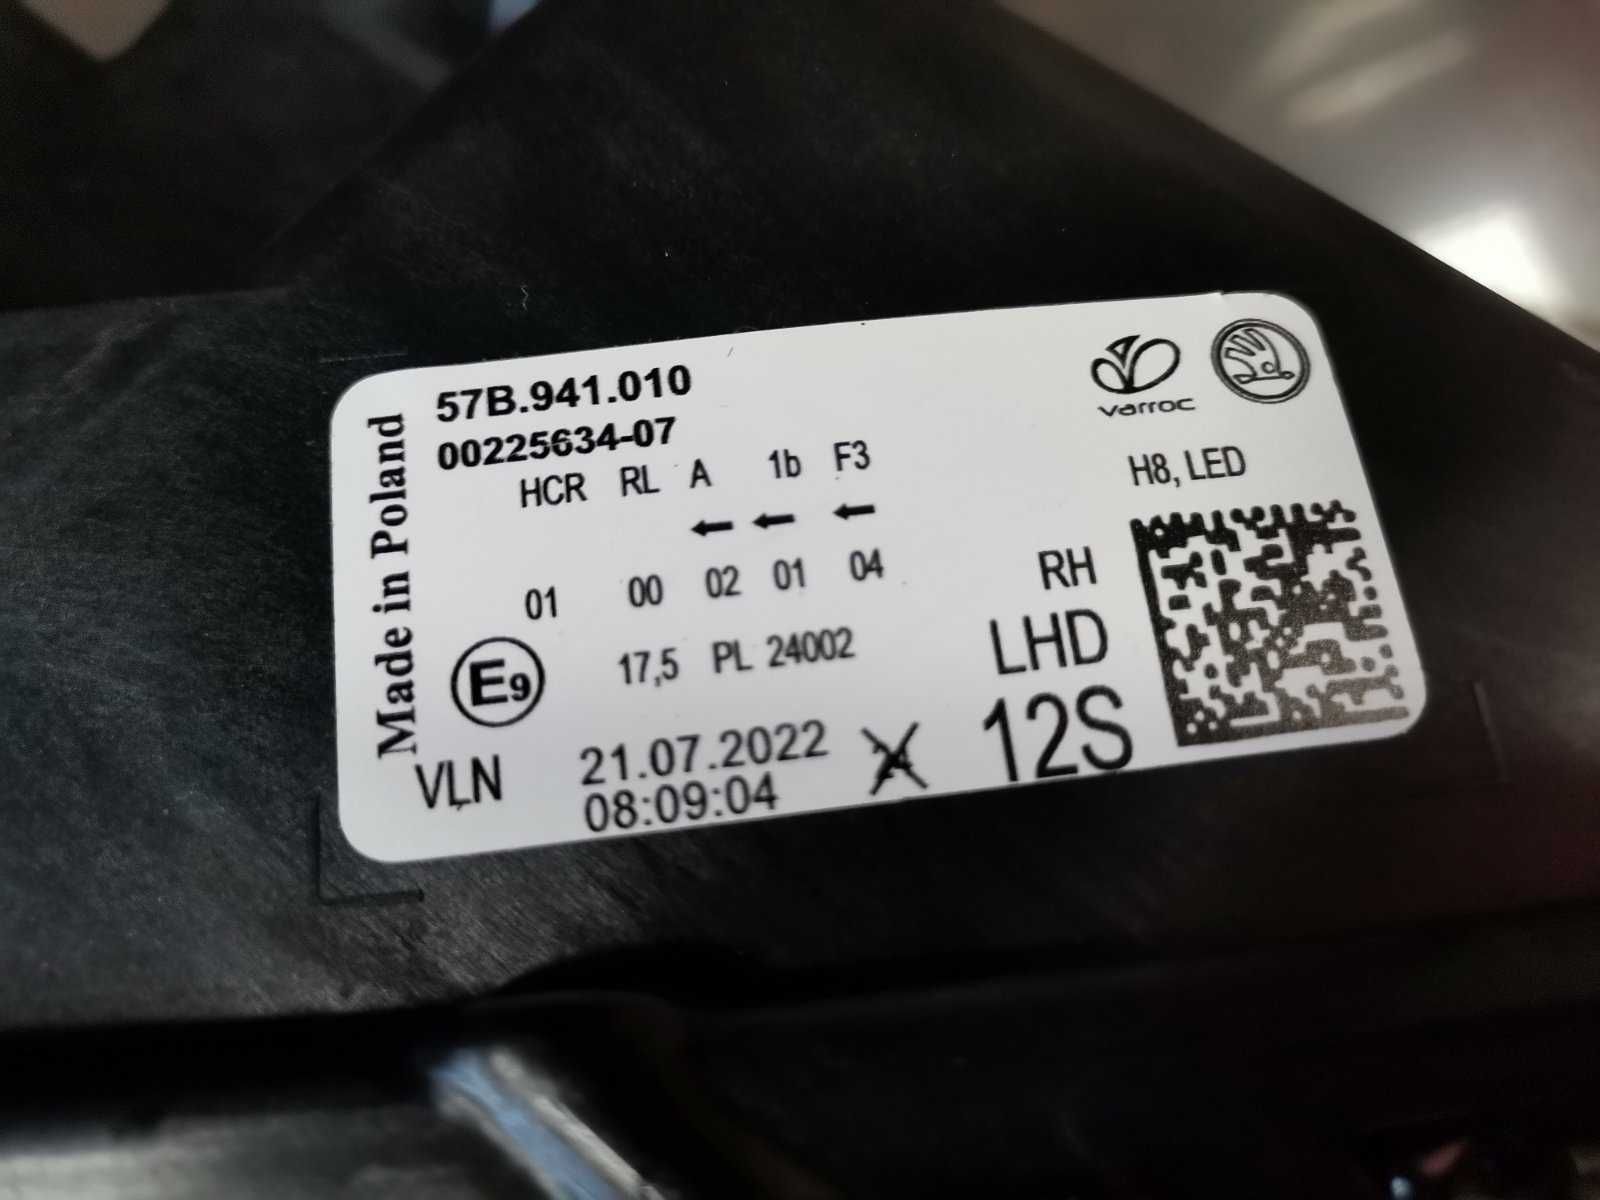 Made in Poland
57B.941.010
00225634-07
varroc
HCR RL A 1b F3
H8, LED
← ← ←
01 00 02 01 04
RH
E9
17,5 PL 24002
LHD
VLN
21.07.2022
08:09:04
12S